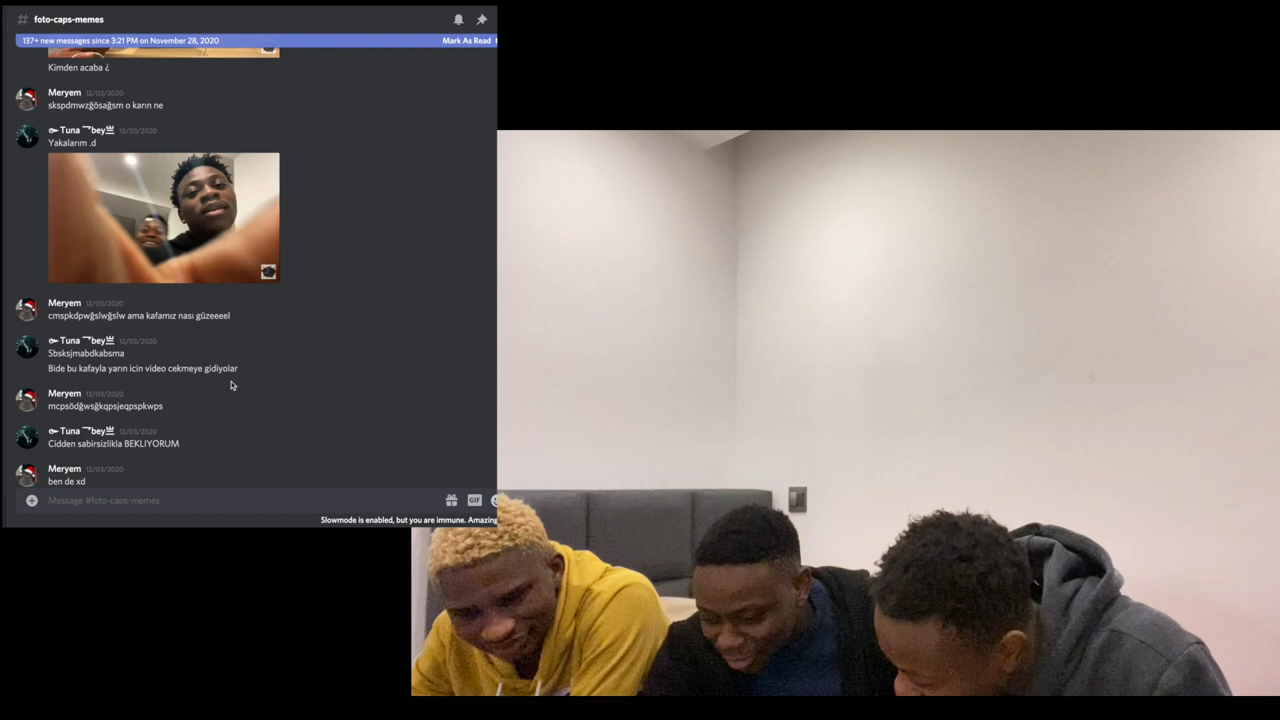 # foto-caps-memes
137+ new messages since 3:21 PM on November 28, 2020 Mark As Read
Kimden acaba ¿
Meryem 12/03/2020
skspdmwzğösağsm o karın ne
Tuna bey 12/03/2020
Yakalarım .d
Meryem 12/03/2020
cmspkdpwğslwğslw ama kafamız nası güzeeeel
Tuna bey 12/03/2020
Sbsksjmabdkabsma
Bide bu kafayla yarın icin video cekmeye gidiyolar
Meryem 12/03/2020
mcpsödğwsğkqpsjeqpspkwps
Tuna bey 12/03/2020
Cidden sabirsizlikla BEKLIYORUM
Meryem 12/03/2020
ben de xd
Message #foto-caps-memes
GIF
Slowmode is enabled, but you are immune. Amazing